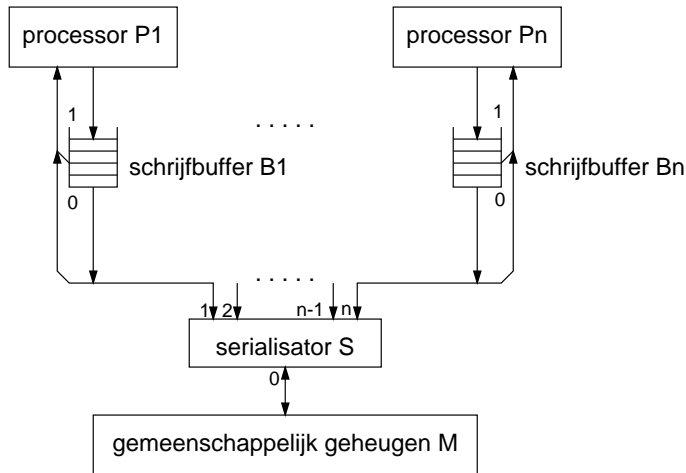 processor P1
processor Pn
1
1
. . . . .
schrijfbuffer B1
schrijfbuffer Bn
0
0
. . . . .
1 2 n-1 n
serialisator S
0
gemeenschappelijk geheugen M